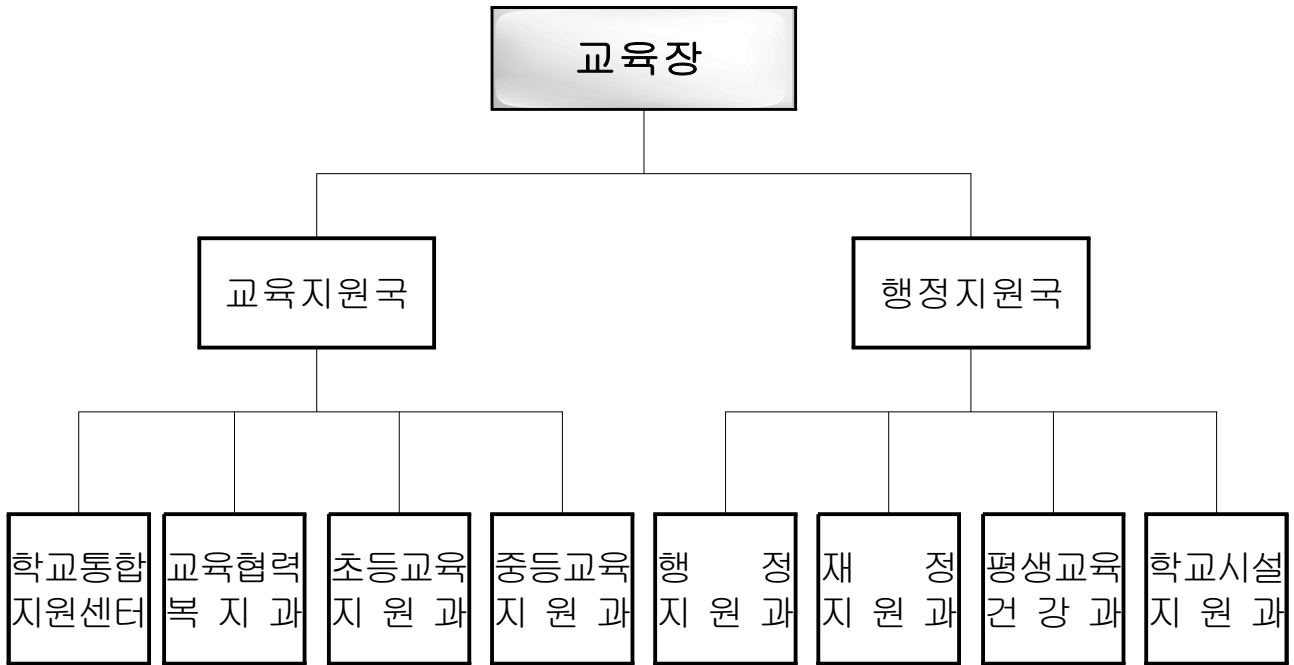 교육장
교육지원국
행정지원국
학교통합
지원센터
교육협력
복 지 과
초등교육
지 원 과
중등교육
지 원 과
행 정
지 원 과
재 정
지 원 과
평생교육
건 강 과
학교시설
지 원 과